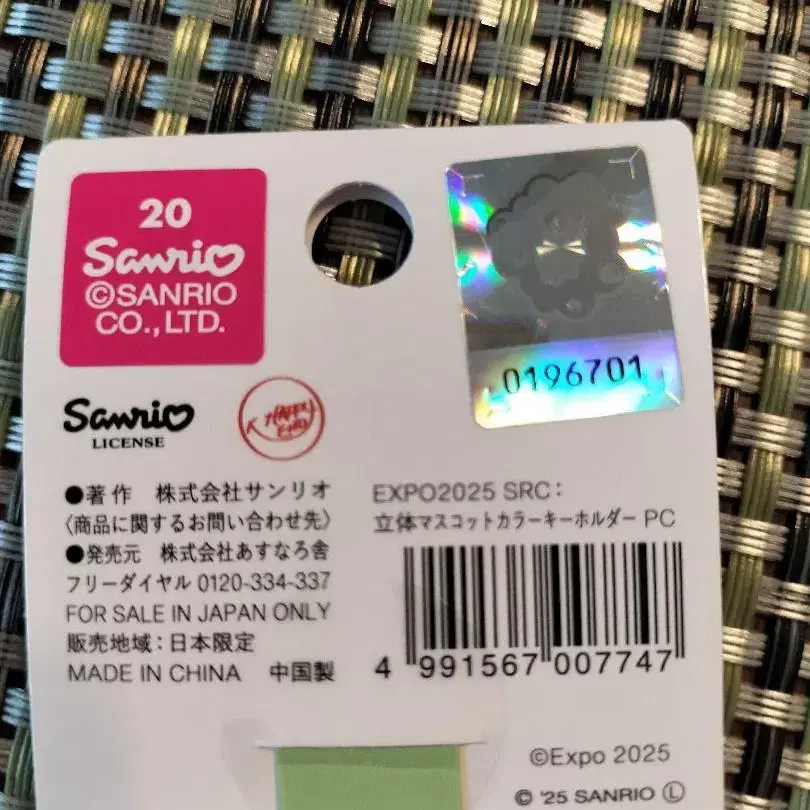 20
Sanrio
©SANRIO
CO.,LTD.
0196701
Sanrio
LICENSE
K HAPPY
END
●著作 株式会社サンリオ
〈商品に関するお問い合わせ先〉
●発売元 株式会社あすなろ舎
フリーダイヤル 0120-334-337
FOR SALE IN JAPAN ONLY
販売地域：日本限定
MADE IN CHINA 中国製
EXPO2025 SRC：
立体マスコットカラーキーホルダー PC
4 991567 007747
©Expo 2025
© '25 SANRIO Ⓛ